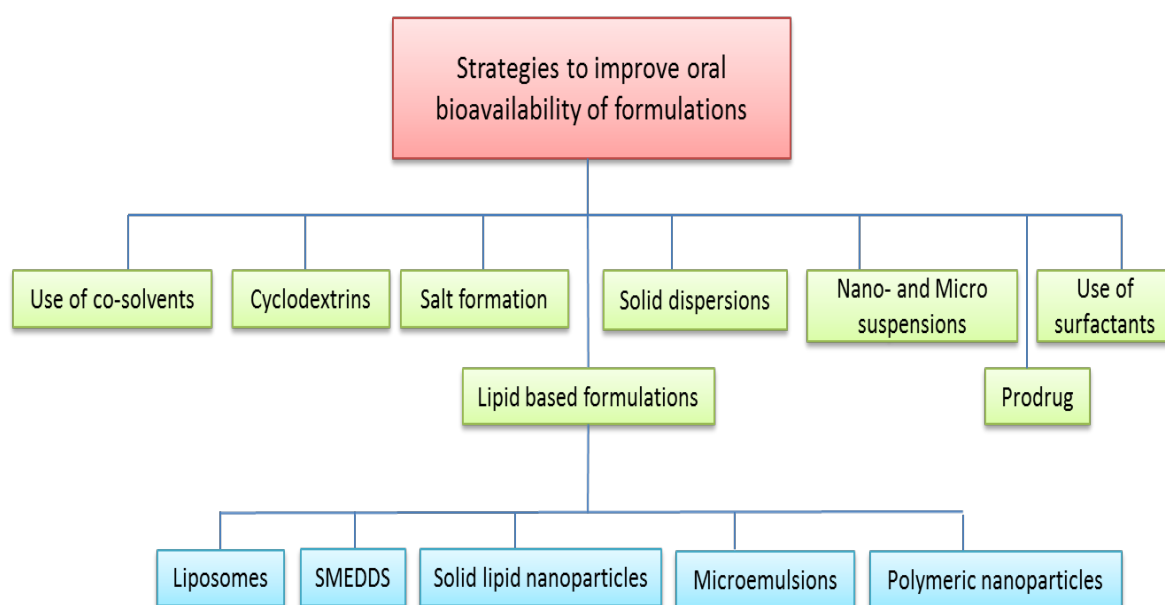 Strategies to improve oral
bioavailability of formulations
Use of co-solvents
Cyclodextrins
Salt formation
Solid dispersions
Nano- and Micro
suspensions
Use of
surfactants
Lipid based formulations
Prodrug
Liposomes
SMEDDS
Solid lipid nanoparticles
Microemulsions
Polymeric nanoparticles